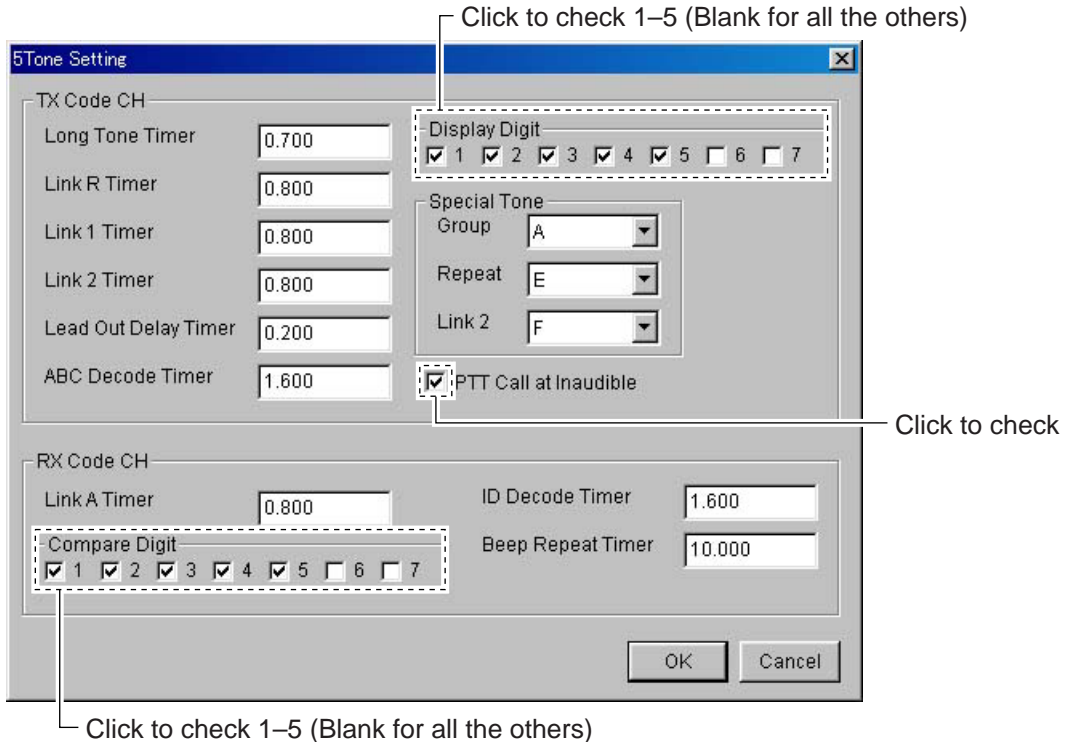 Click to check 1–5 (Blank for all the others)
5Tone Setting
TX Code CH
Long Tone Timer 0.700
Link R Timer 0.800
Link 1 Timer 0.800
Link 2 Timer 0.800
Lead Out Delay Timer 0.200
ABC Decode Timer 1.600
Display Digit
1 2 3 4 5 6 7
Special Tone
Group A
Repeat E
Link 2 F
PTT Call at Inaudible
Click to check
RX Code CH
Link A Timer 0.800
Compare Digit
1 2 3 4 5 6 7
ID Decode Timer 1.600
Beep Repeat Timer 10.000
OK Cancel
Click to check 1–5 (Blank for all the others)